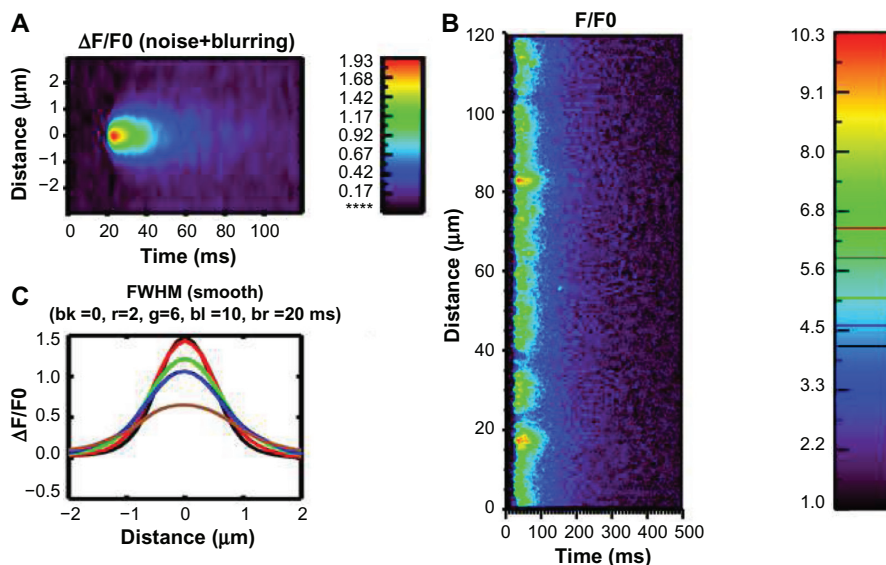 A
ΔF/F0 (noise+blurring)
Distance (μm)
2
1
0
−1
−2
0 20 40 60 80 100
Time (ms)
1.93
1.68
1.42
1.17
0.92
0.67
0.42
0.17
****
B
F/F0
Distance (μm)
120
100
80
60
40
20
0
0 100 200 300 400 500
Time (ms)
10.3
9.1
8.0
6.8
5.6
4.5
3.3
2.2
1.0
C
FWHM (smooth)
(bk =0, r=2, g=6, bl =10, br =20 ms)
ΔF/F0
1.5
1.0
0.5
0.0
−0.5
−2 −1 0 1 2
Distance (μm)